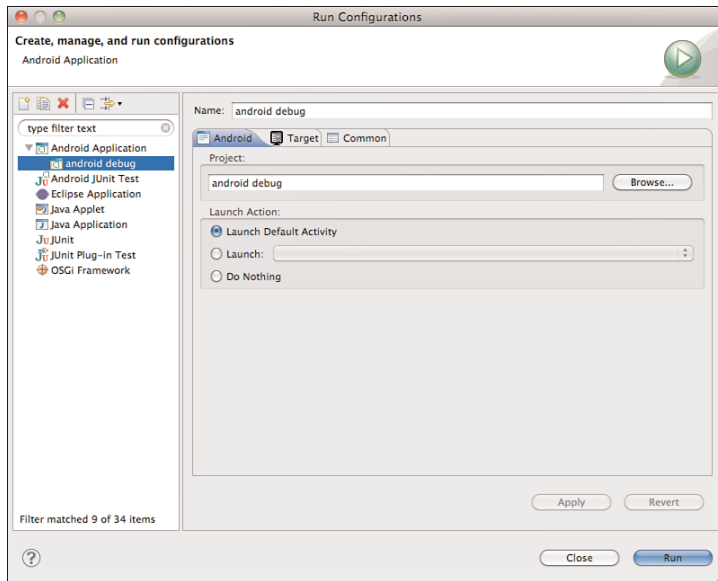 Run Configurations
Create, manage, and run configurations
Android Application
type filter text
Android Application
android debug
Android JUnit Test
Eclipse Application
Java Applet
Java Application
JUnit
JUnit Plug-in Test
OSGi Framework
Filter matched 9 of 34 items
Name: android debug
Android Target Common
Project:
android debug Browse...
Launch Action:
Launch Default Activity
Launch:
Do Nothing
Apply Revert
? Close Run